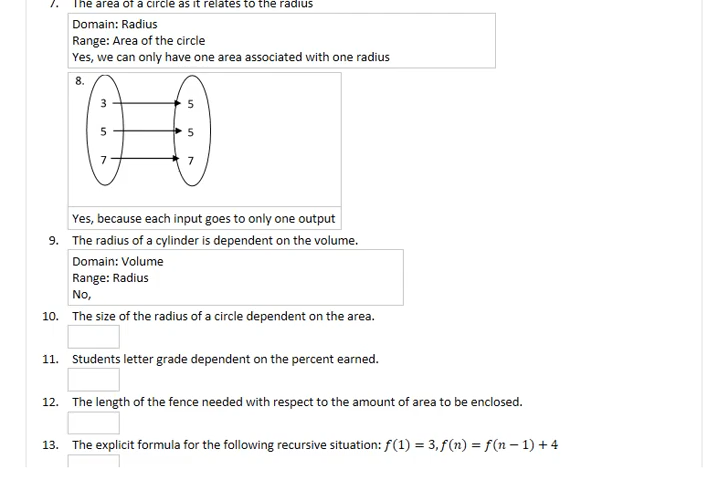 7. The area of a circle as it relates to the radius
Domain: Radius
Range: Area of the circle
Yes, we can only have one area associated with one radius
8.
3 5
5 5
7 7
Yes, because each input goes to only one output
9. The radius of a cylinder is dependent on the volume.
Domain: Volume
Range: Radius
No,
10. The size of the radius of a circle dependent on the area.
11. Students letter grade dependent on the percent earned.
12. The length of the fence needed with respect to the amount of area to be enclosed.
13. The explicit formula for the following recursive situation: f(1) = 3, f(n) = f(n − 1) + 4